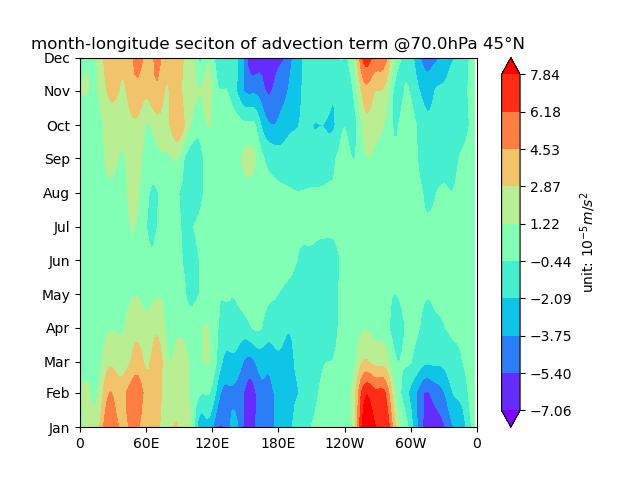 month-longitude seciton of advection term @70.0hPa 45°N
Dec
Nov
Oct
Sep
Aug
Jul
Jun
May
Apr
Mar
Feb
Jan
0 60E 120E 180E 120W 60W 0
7.84
6.18
4.53
2.87
1.22
−0.44
−2.09
−3.75
−5.40
−7.06
unit: 10⁻⁵m/s²